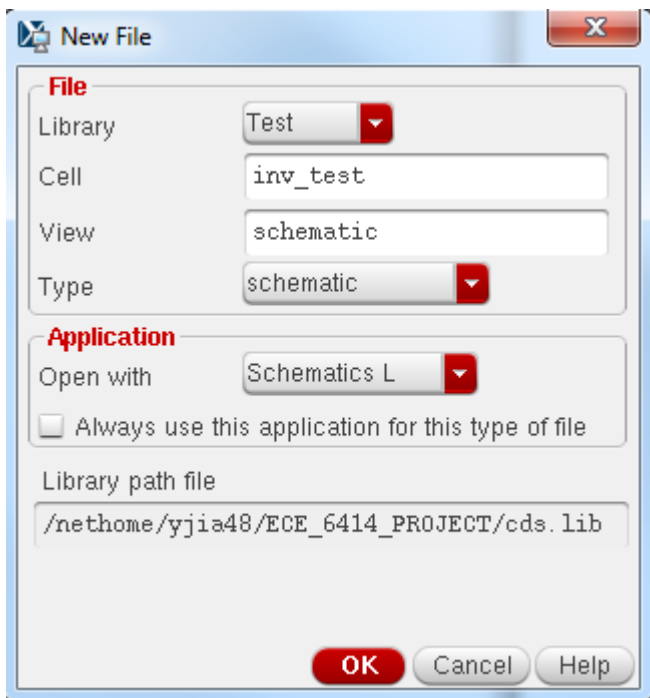 New File
File
Library Test
Cell inv_test
View schematic
Type schematic
Application
Open with Schematics L
Always use this application for this type of file
Library path file
/nethome/yjia48/ECE_6414_PROJECT/cds.lib
OK Cancel Help